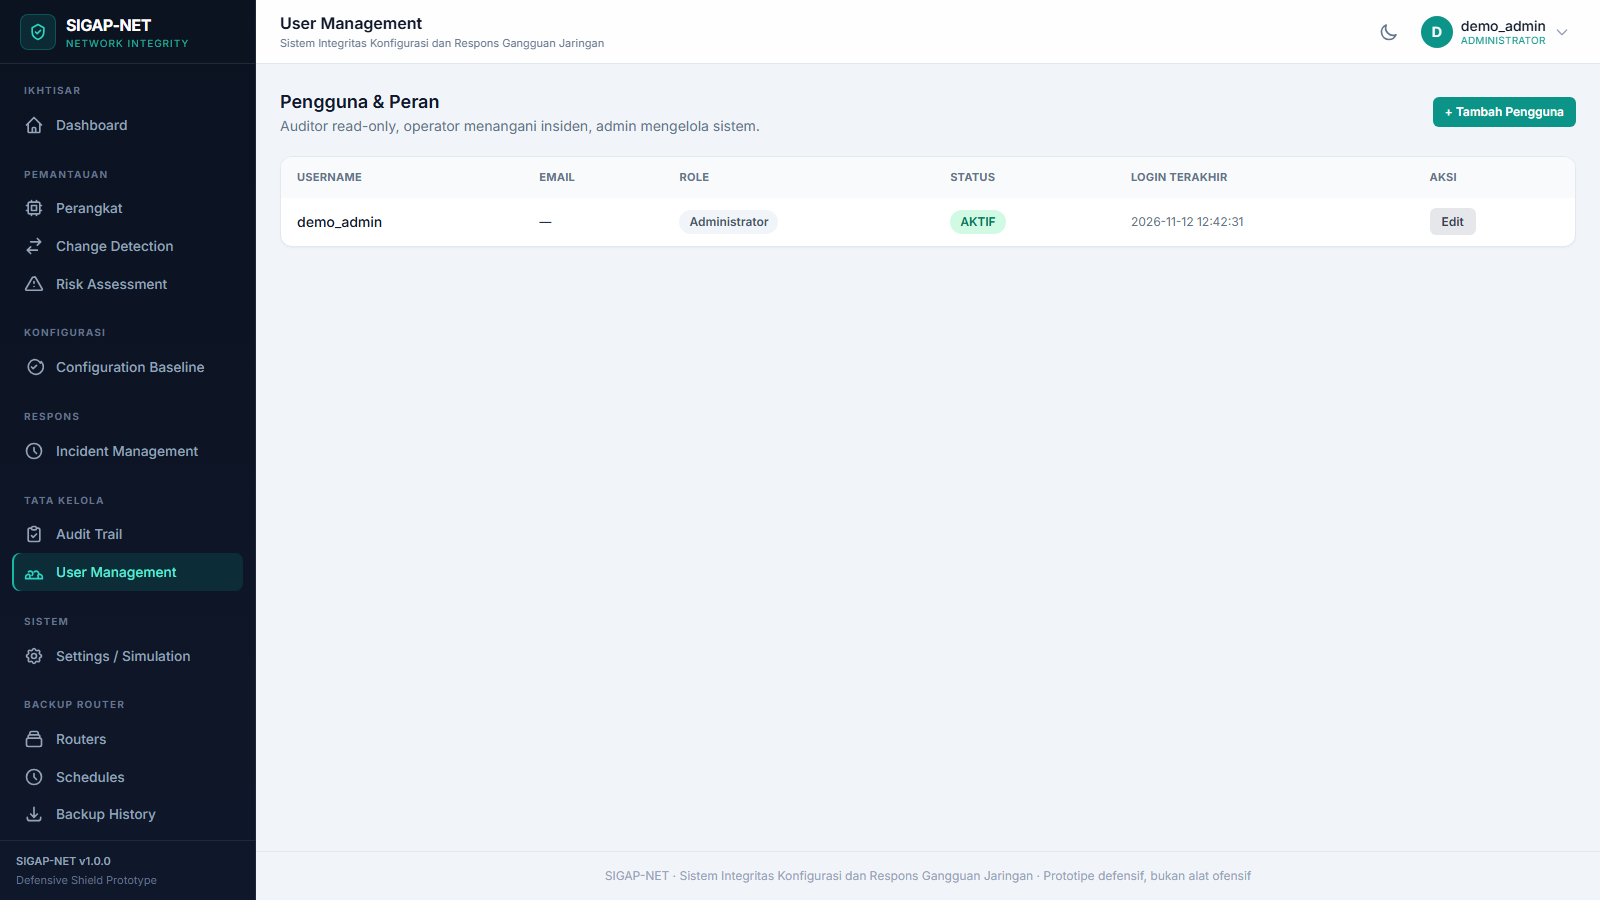 SIGAP-NET
NETWORK INTEGRITY
IKHTISAR
Dashboard
PEMANTAUAN
Perangkat
Change Detection
Risk Assessment
KONFIGURASI
Configuration Baseline
RESPONS
Incident Management
TATA KELOLA
Audit Trail
User Management
SISTEM
Settings / Simulation
BACKUP ROUTER
Routers
Schedules
Backup History
SIGAP-NET v1.0.0
Defensive Shield Prototype
User Management
Sistem Integritas Konfigurasi dan Respons Gangguan Jaringan
D
demo_admin
ADMINISTRATOR
Pengguna & Peran
Auditor read-only, operator menangani insiden, admin mengelola sistem.
+ Tambah Pengguna
USERNAME EMAIL ROLE STATUS LOGIN TERAKHIR AKSI
demo_admin — Administrator AKTIF 2026-11-12 12:42:31 Edit
SIGAP-NET · Sistem Integritas Konfigurasi dan Respons Gangguan Jaringan · Prototipe defensif, bukan alat ofensif